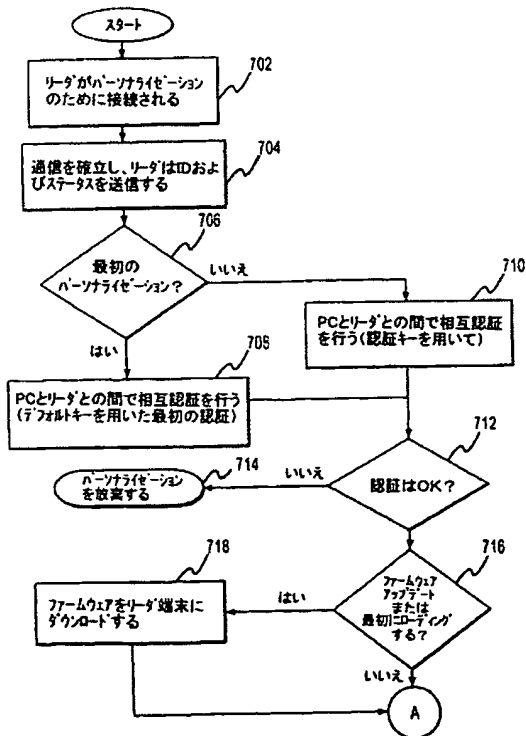 スタート
リーダがパーソナライゼーション
のために接続される
702
通信を確立し、リーダはIDおよ
びステータスを送信する
704
706
最初の
パーソナライゼーション?
いいえ
はい
710
PCとリーダとの間で相互認証
を行う(認証キーを用いて)
705
PCとリーダとの間で相互認証を行う
(デフォルトキーを用いた最初の認証)
712
認証はOK?
いいえ
714
パーソナライゼーション
を放棄する
716
ファームウェア
アップデート
または
最初にローディング
する?
はい
いいえ
718
ファームウェアをリーダ端末に
ダウンロードする
A